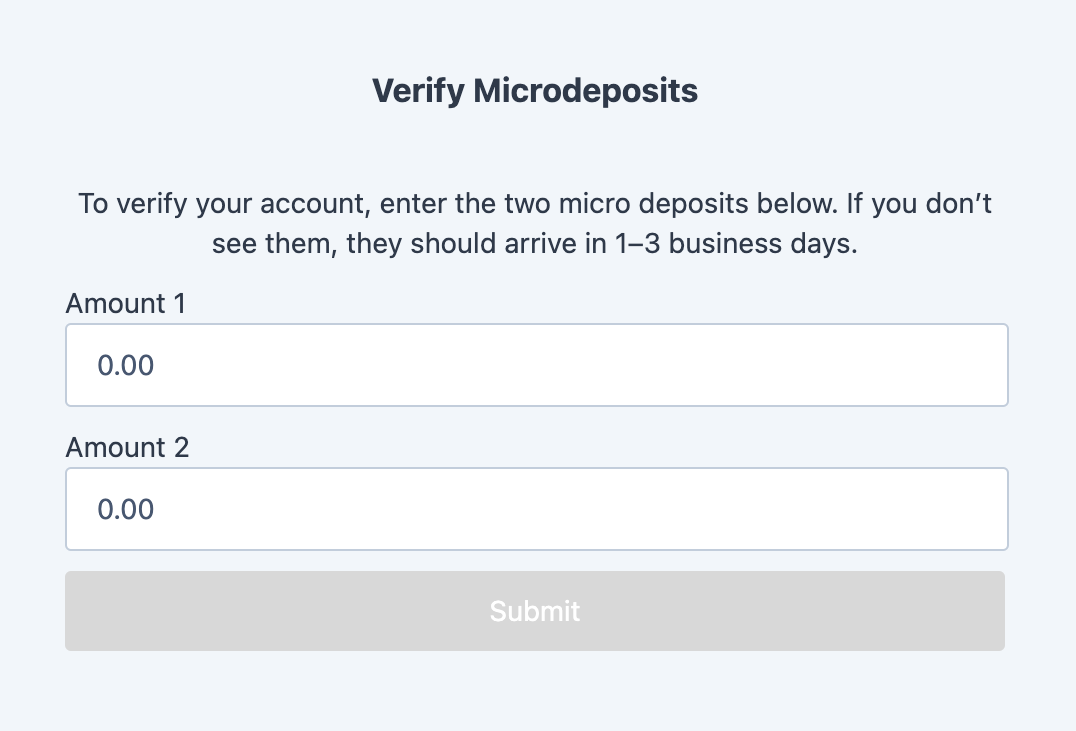 Verify Microdeposits
To verify your account, enter the two micro deposits below. If you don’t
see them, they should arrive in 1–3 business days.
Amount 1
0.00
Amount 2
0.00
Submit